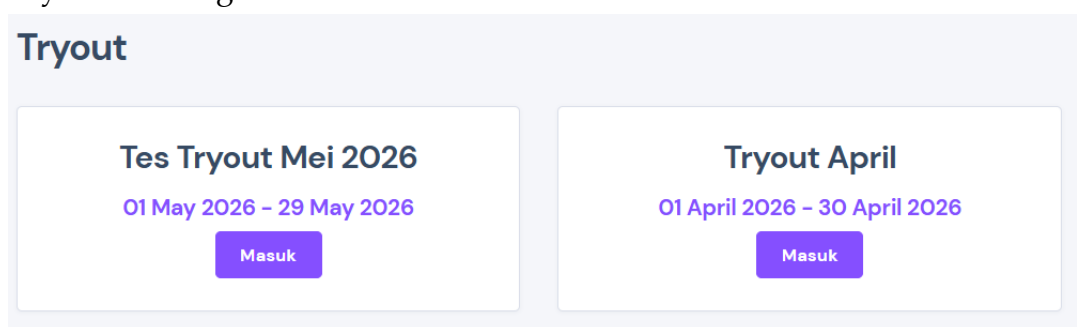 Tryout
Tes Tryout Mei 2026
01 May 2026 - 29 May 2026
Masuk
Tryout April
01 April 2026 - 30 April 2026
Masuk